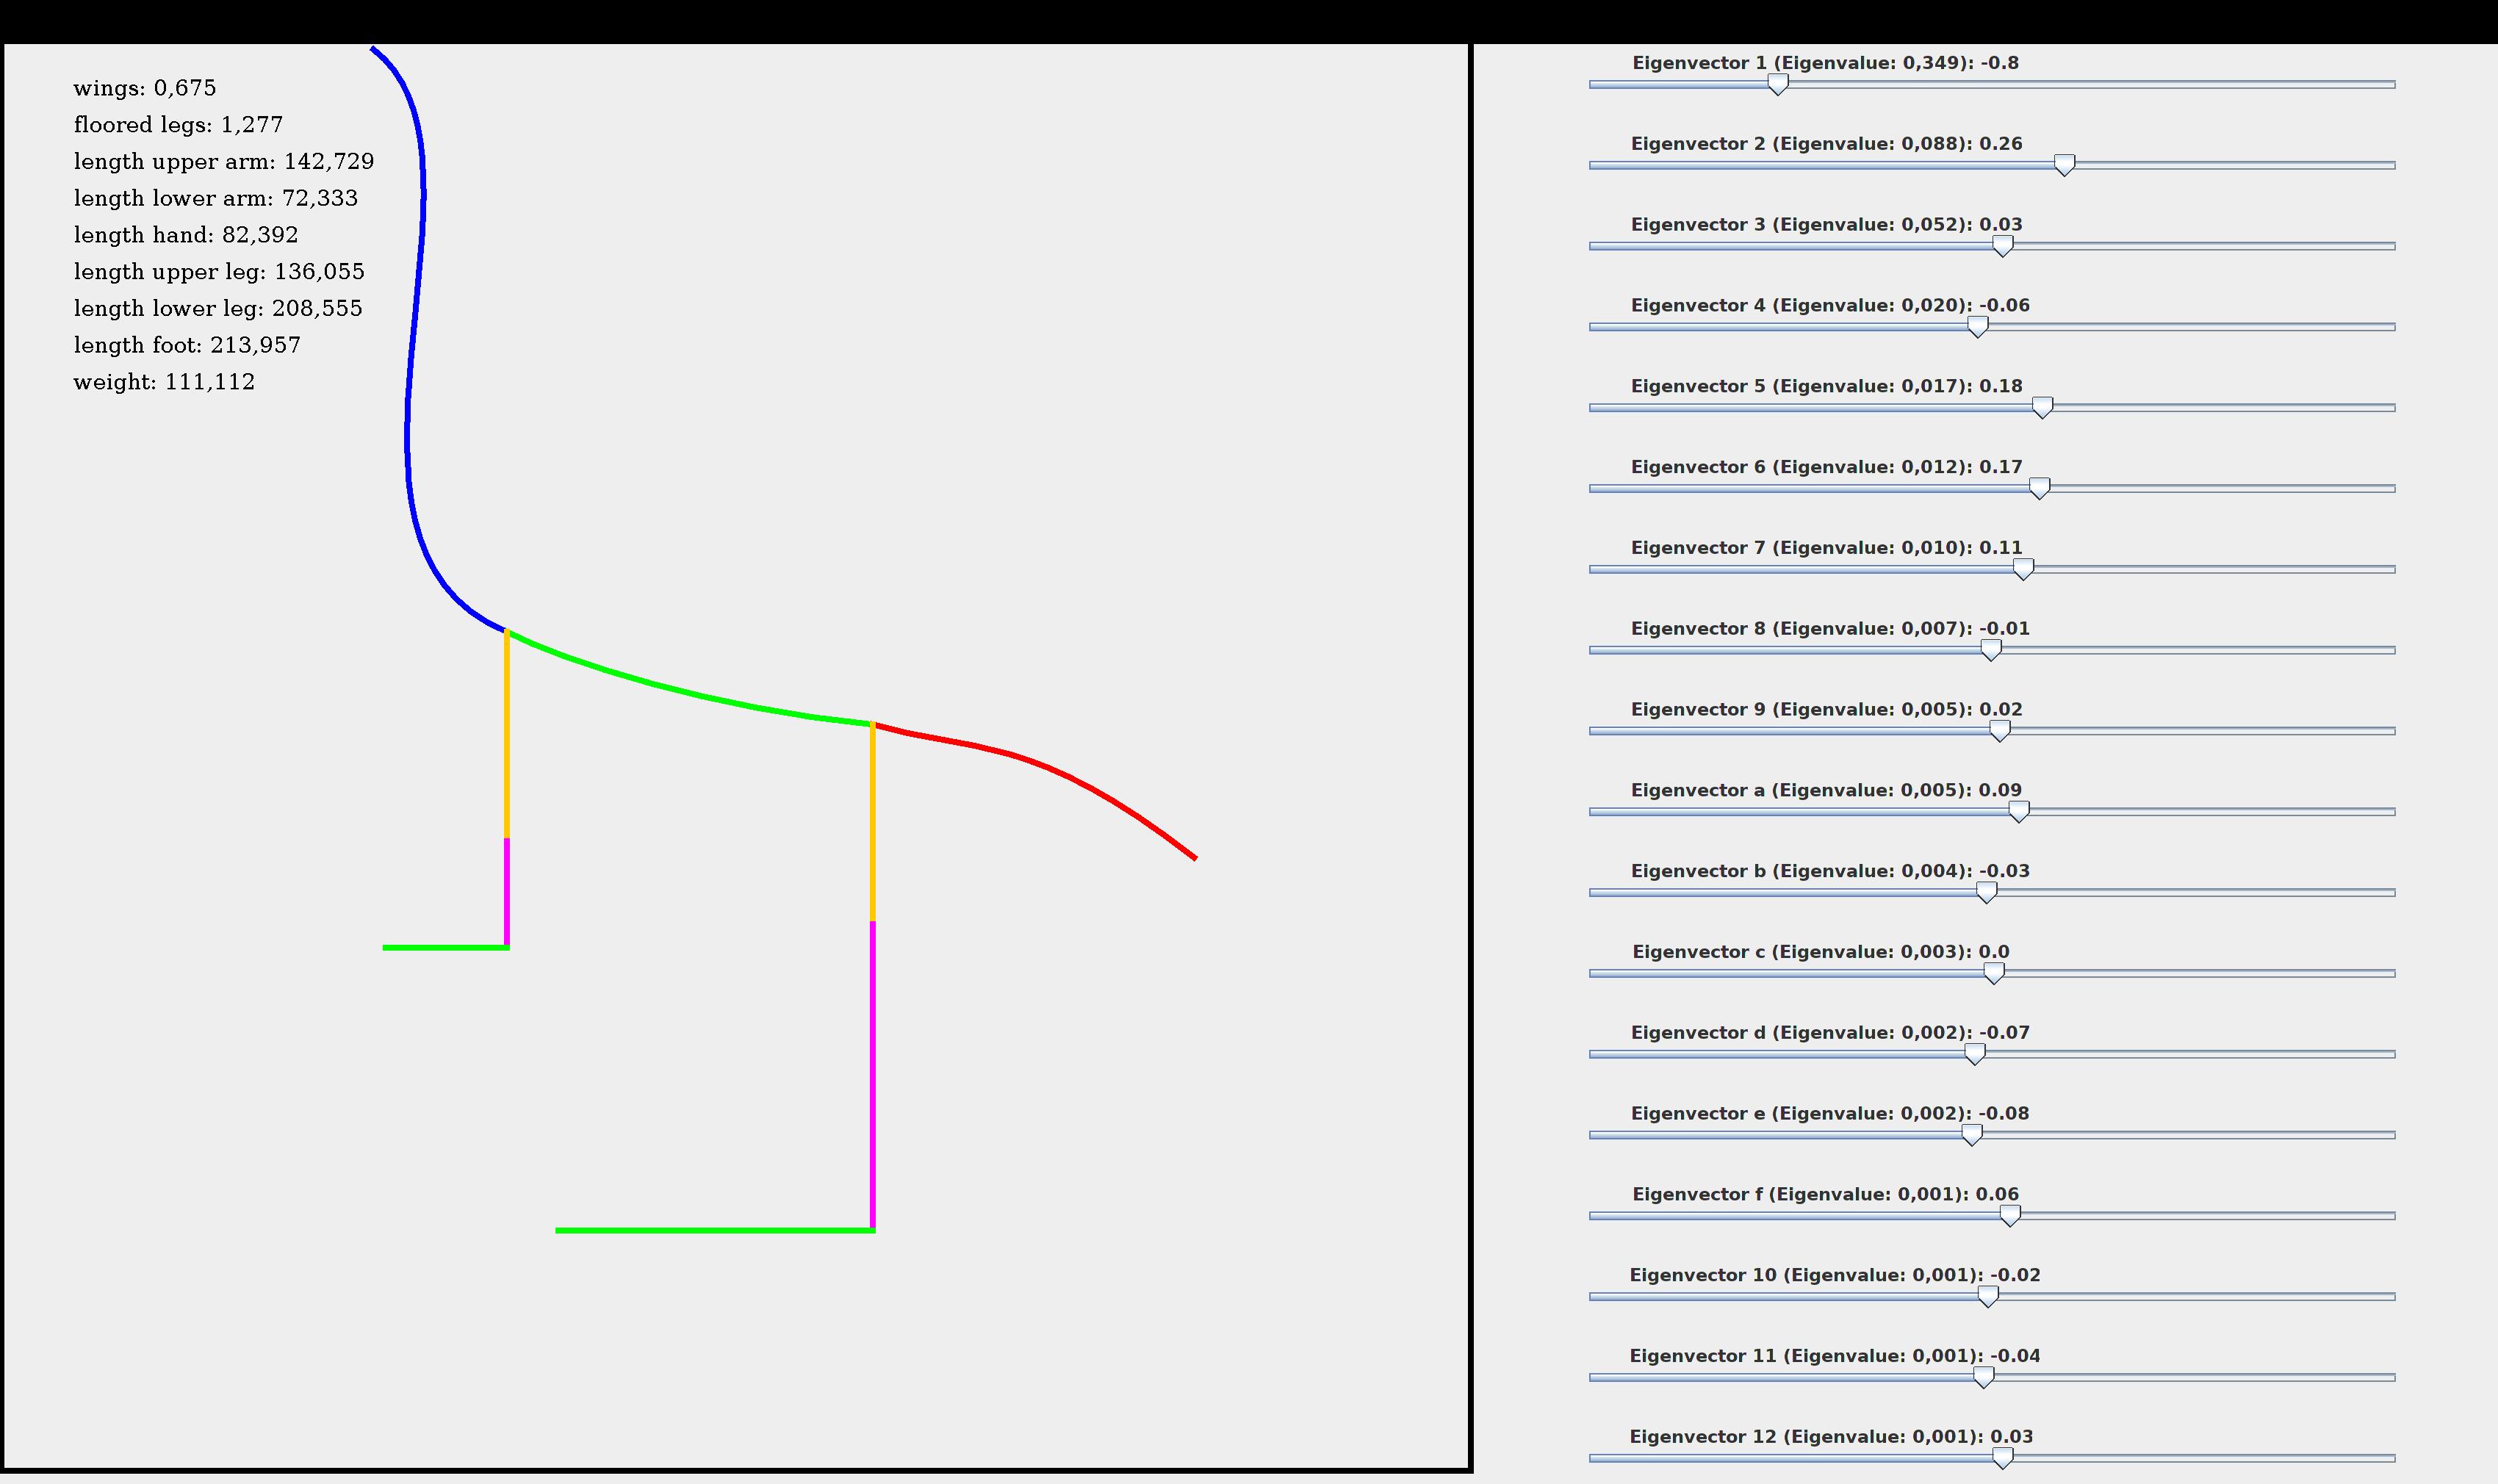 wings: 0,675
floored legs: 1,277
length upper arm: 142,729
length lower arm: 72,333
length hand: 82,392
length upper leg: 136,055
length lower leg: 208,555
length foot: 213,957
weight: 111,112
Eigenvector 1 (Eigenvalue: 0,349): -0.8
Eigenvector 2 (Eigenvalue: 0,088): 0.26
Eigenvector 3 (Eigenvalue: 0,052): 0.03
Eigenvector 4 (Eigenvalue: 0,020): -0.06
Eigenvector 5 (Eigenvalue: 0,017): 0.18
Eigenvector 6 (Eigenvalue: 0,012): 0.17
Eigenvector 7 (Eigenvalue: 0,010): 0.11
Eigenvector 8 (Eigenvalue: 0,007): -0.01
Eigenvector 9 (Eigenvalue: 0,005): 0.02
Eigenvector a (Eigenvalue: 0,005): 0.09
Eigenvector b (Eigenvalue: 0,004): -0.03
Eigenvector c (Eigenvalue: 0,003): 0.0
Eigenvector d (Eigenvalue: 0,002): -0.07
Eigenvector e (Eigenvalue: 0,002): -0.08
Eigenvector f (Eigenvalue: 0,001): 0.06
Eigenvector 10 (Eigenvalue: 0,001): -0.02
Eigenvector 11 (Eigenvalue: 0,001): -0.04
Eigenvector 12 (Eigenvalue: 0,001): 0.03